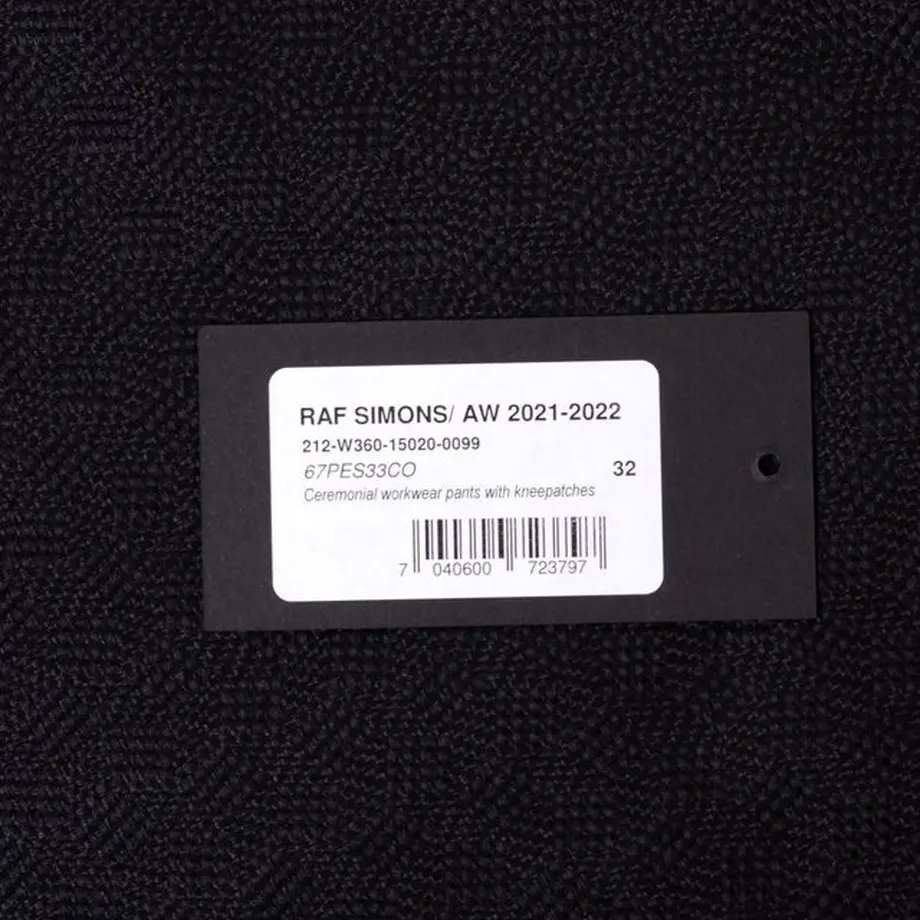 RAF SIMONS/ AW 2021-2022
212-W360-15020-0099
67PES33CO 32
Ceremonial workwear pants with kneepatches
7 040600 723797